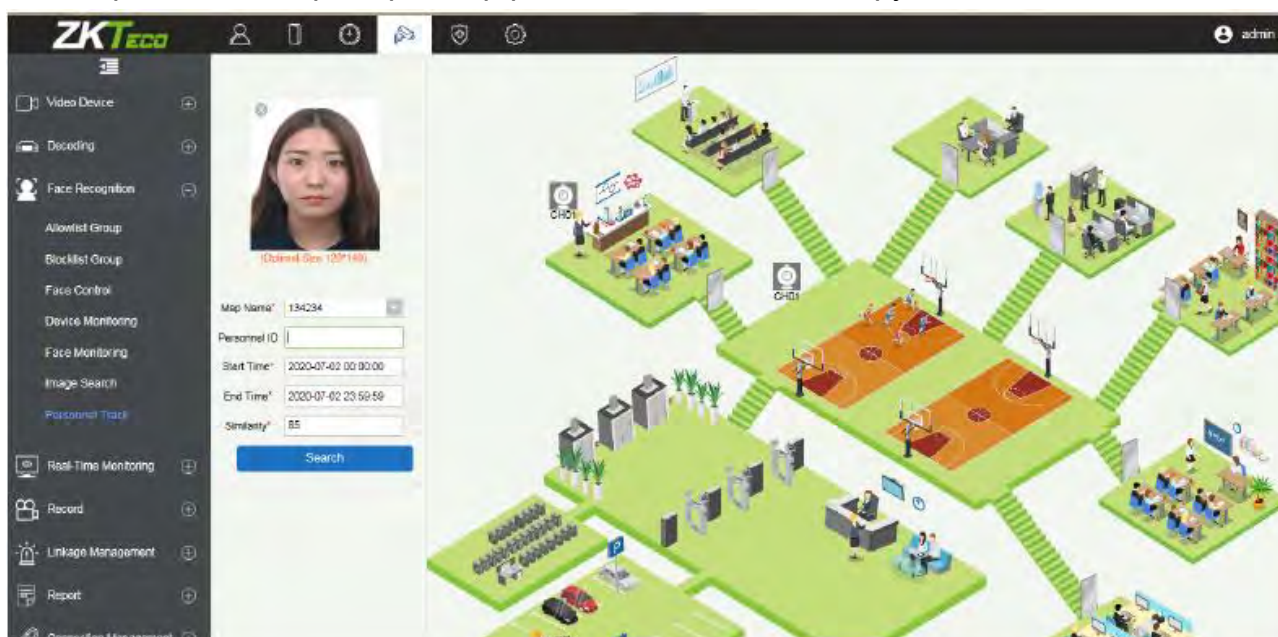 ZKTeco
admin
Video Device
Decoding
Face Recognition
Allowlist Group
Blocklist Group
Face Control
Device Monitoring
Face Monitoring
Image Search
Personnel Track
Real-Time Monitoring
Record
Linkage Management
Report
(Optimal Size 120*140)
Map Name* 134234
Personnel ID
Start Time* 2020-07-02 00:00:00
End Time* 2020-07-02 23:59:59
Similarity* 85
Search
CH01
CH01
P